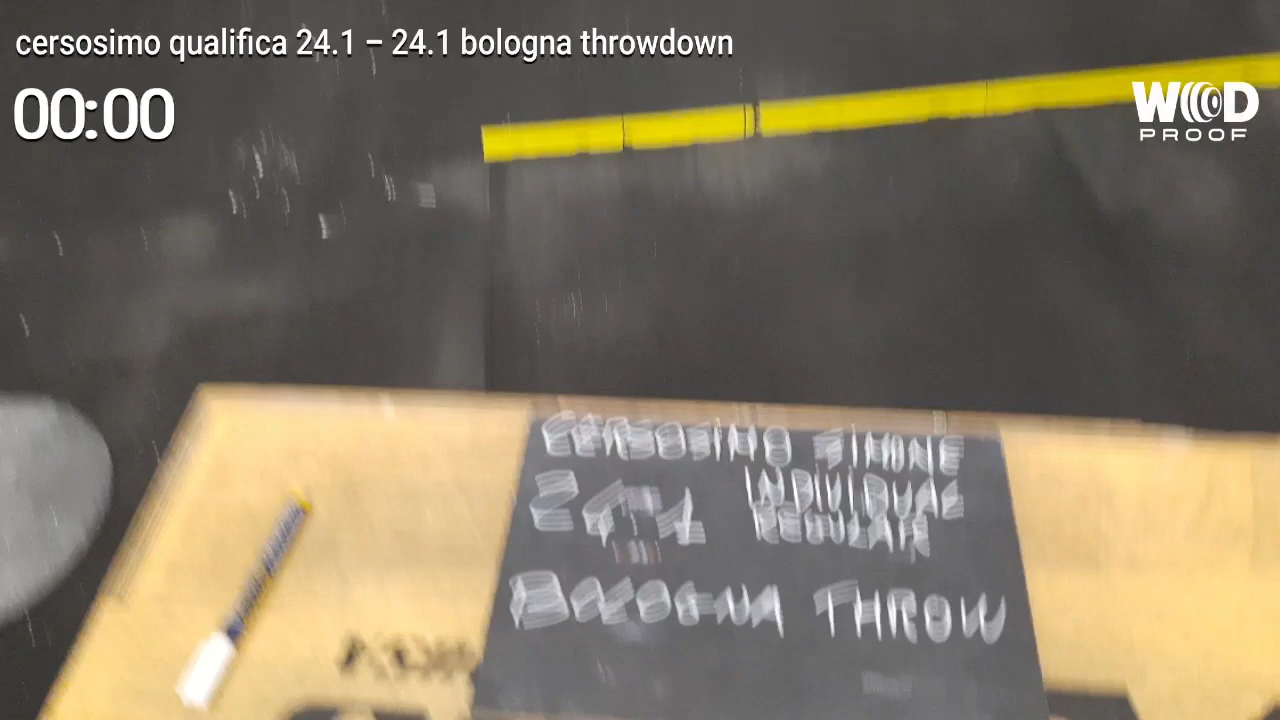 cersosimo qualifica 24.1 – 24.1 bologna throwdown
00:00
WOD
PROOF
CERSOSIMO SIMONE
24.1 INDIVIDUAL
REGULAR
BOLOGNA THROW